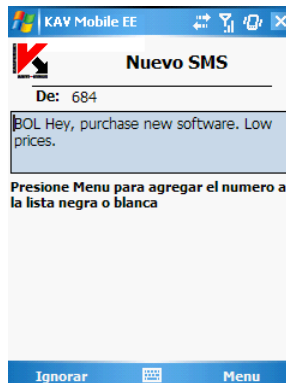 KAV Mobile EE
Nuevo SMS
De: 684
BOL Hey, purchase new software. Low
prices.
Presione Menu para agregar el numero a
la lista negra o blanca
Ignorar Menu